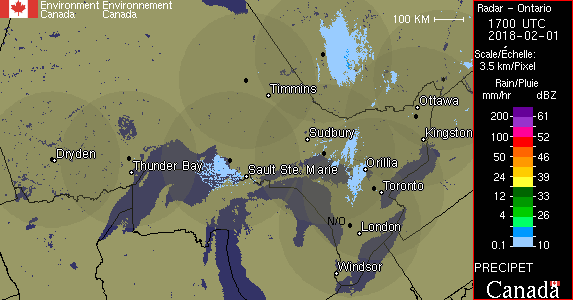 Environment Environnement
Canada Canada
100 KM
Timmins
Ottawa
Sudbury
Kingston
Dryden
Thunder Bay
Sault Ste. Marie
Orillia
Toronto
N/O
London
Windsor
Radar - Ontario
1700 UTC
2018-02-01
Scale/Échelle:
3.5 km/Pixel
Rain/Pluie
mm/hr dBZ
200 61
100 52
50 46
24 39
12 33
4 26
0.1 10
PRECIPET
Canada